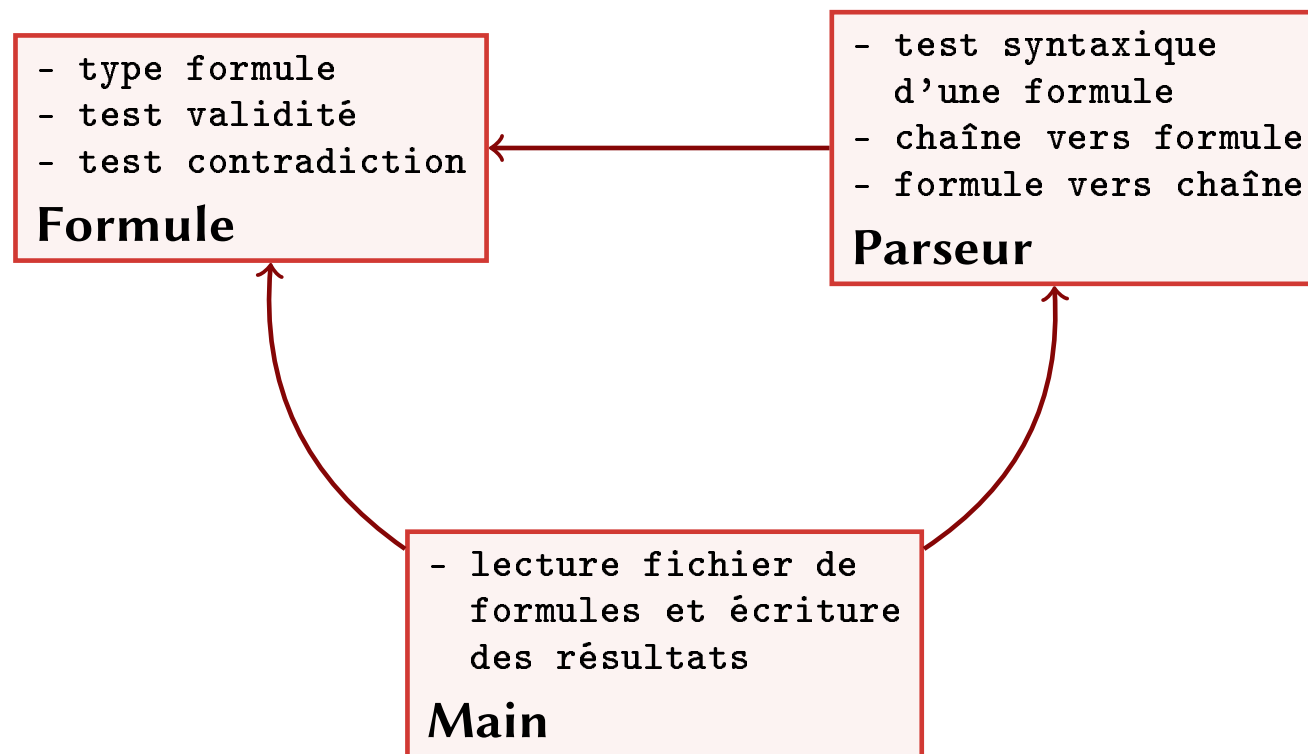 - type formule
- test validité
- test contradiction
Formule
- test syntaxique
d'une formule
- chaîne vers formule
- formule vers chaîne
Parseur
- lecture fichier de
formules et écriture
des résultats
Main